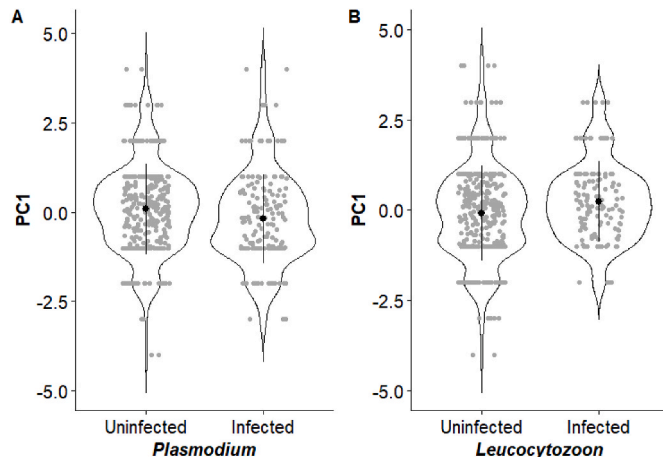 A
B
5.0
2.5
0.0
-2.5
-5.0
PC1
Uninfected Infected
Plasmodium
5.0
2.5
0.0
-2.5
-5.0
PC1
Uninfected Infected
Leucocytozoon